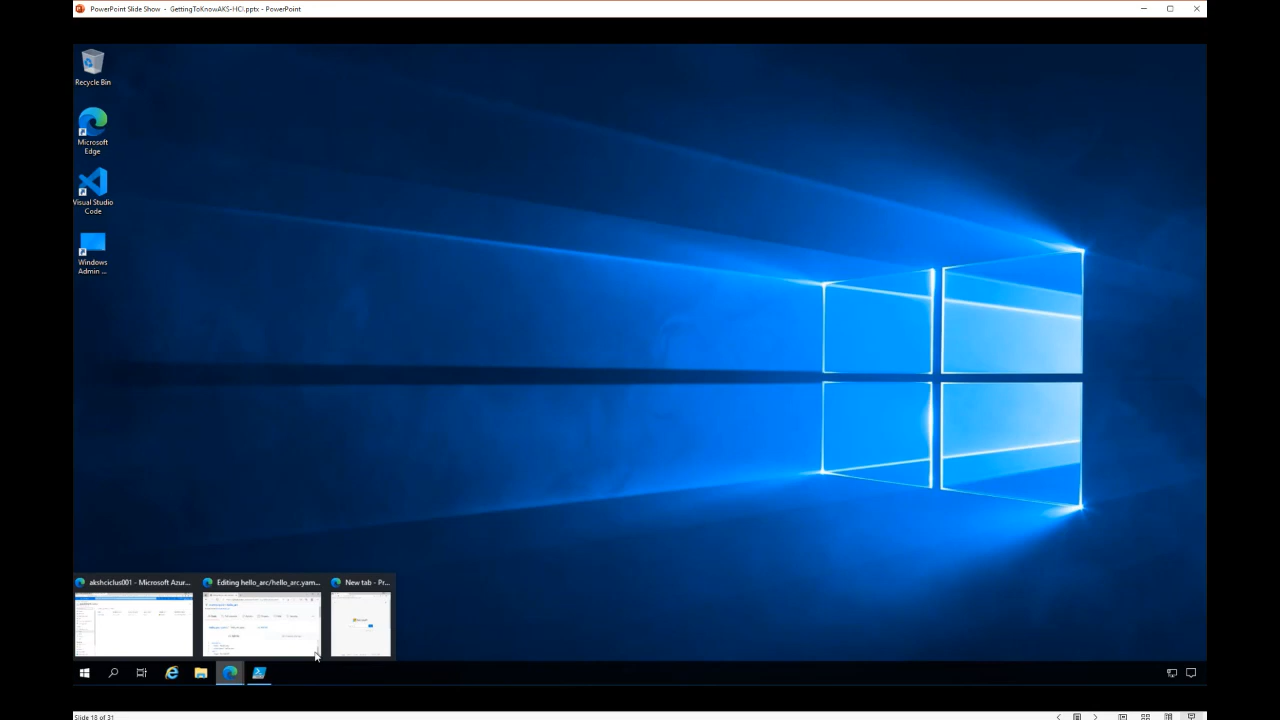 PowerPoint Slide Show - GettingToKnowAKS-HCI.pptx - PowerPoint
Recycle Bin
Microsoft
Edge
Visual Studio
Code
Windows
Admin ...
akshciclus001 - Microsoft Azur...
Editing hello_arc/hello_arc.yam...
New tab - Pr...
Slide 18 of 31